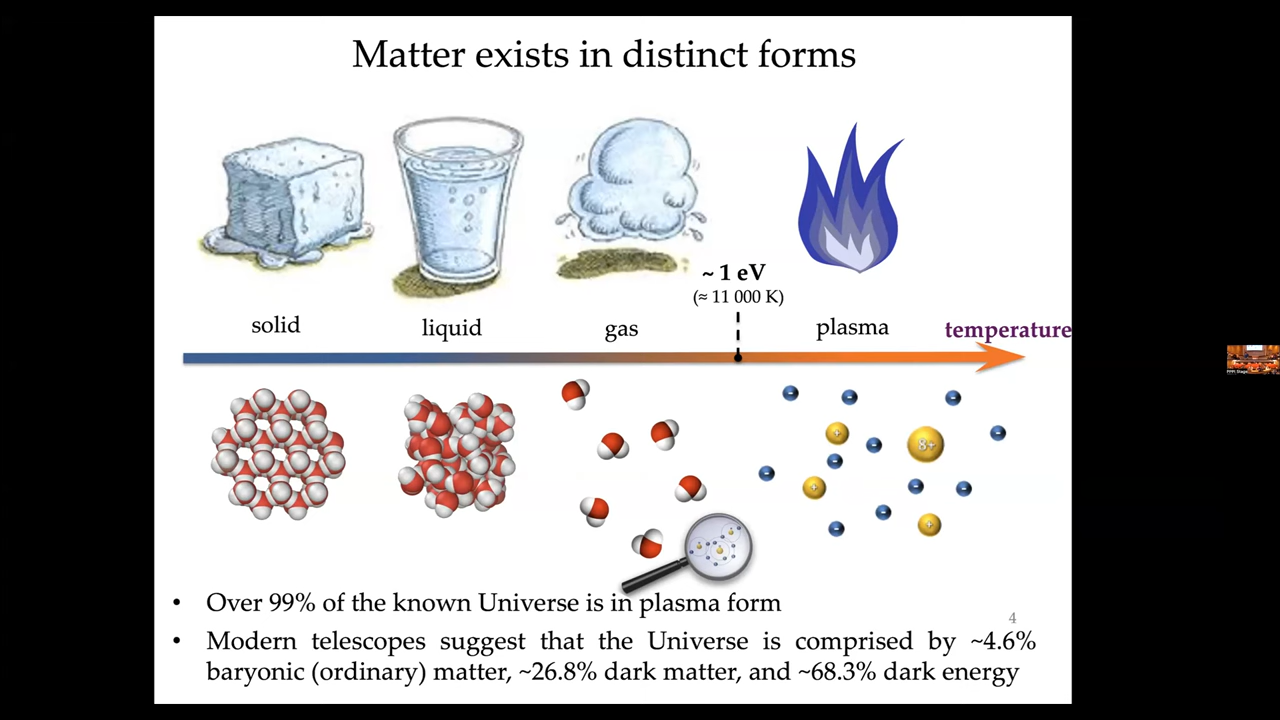 Matter exists in distinct forms
~ 1 eV
(≈ 11 000 K)
solid
liquid
gas
plasma
temperature
-
-
-
-
+
-
8+
-
-
+
-
-
-
-
+
• Over 99% of the known Universe is in plasma form
4
• Modern telescopes suggest that the Universe is comprised by ~4.6%
baryonic (ordinary) matter, ~26.8% dark matter, and ~68.3% dark energy